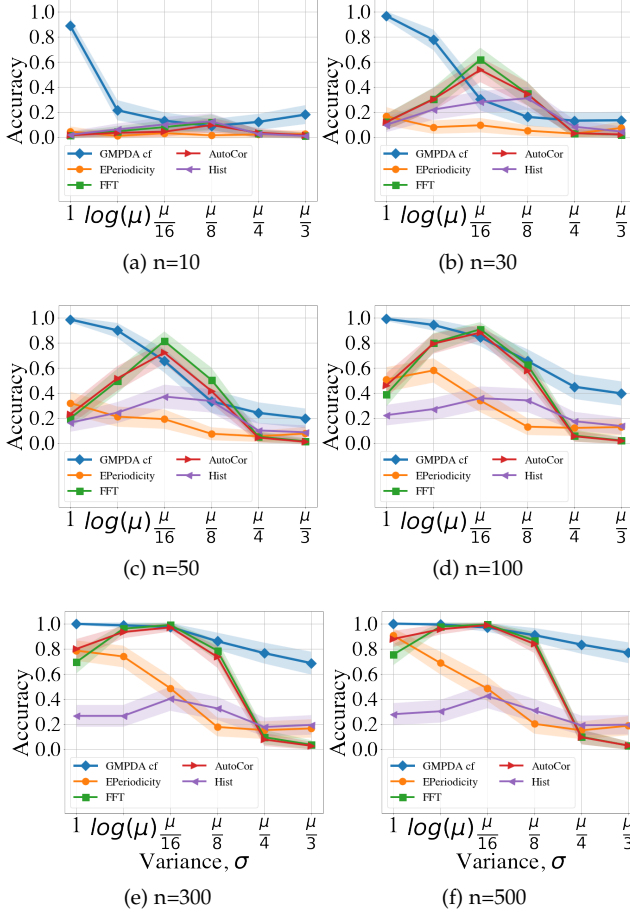 Accuracy
1.0
0.8
0.6
0.4
0.2
0.0
GMPDA cf
EPeriodicity
FFT
AutoCor
Hist
1 log(μ) μ/16 μ/8 μ/4 μ/3
(a) n=10
Accuracy
1.0
0.8
0.6
0.4
0.2
0.0
GMPDA cf
EPeriodicity
FFT
AutoCor
Hist
1 log(μ) μ/16 μ/8 μ/4 μ/3
(b) n=30
Accuracy
1.0
0.8
0.6
0.4
0.2
0.0
GMPDA cf
EPeriodicity
FFT
AutoCor
Hist
1 log(μ) μ/16 μ/8 μ/4 μ/3
(c) n=50
Accuracy
1.0
0.8
0.6
0.4
0.2
0.0
GMPDA cf
EPeriodicity
FFT
AutoCor
Hist
1 log(μ) μ/16 μ/8 μ/4 μ/3
(d) n=100
Accuracy
1.0
0.8
0.6
0.4
0.2
0.0
GMPDA cf
EPeriodicity
FFT
AutoCor
Hist
1 log(μ) μ/16 μ/8 μ/4 μ/3
Variance, σ
(e) n=300
Accuracy
1.0
0.8
0.6
0.4
0.2
0.0
GMPDA cf
EPeriodicity
FFT
AutoCor
Hist
1 log(μ) μ/16 μ/8 μ/4 μ/3
Variance, σ
(f) n=500